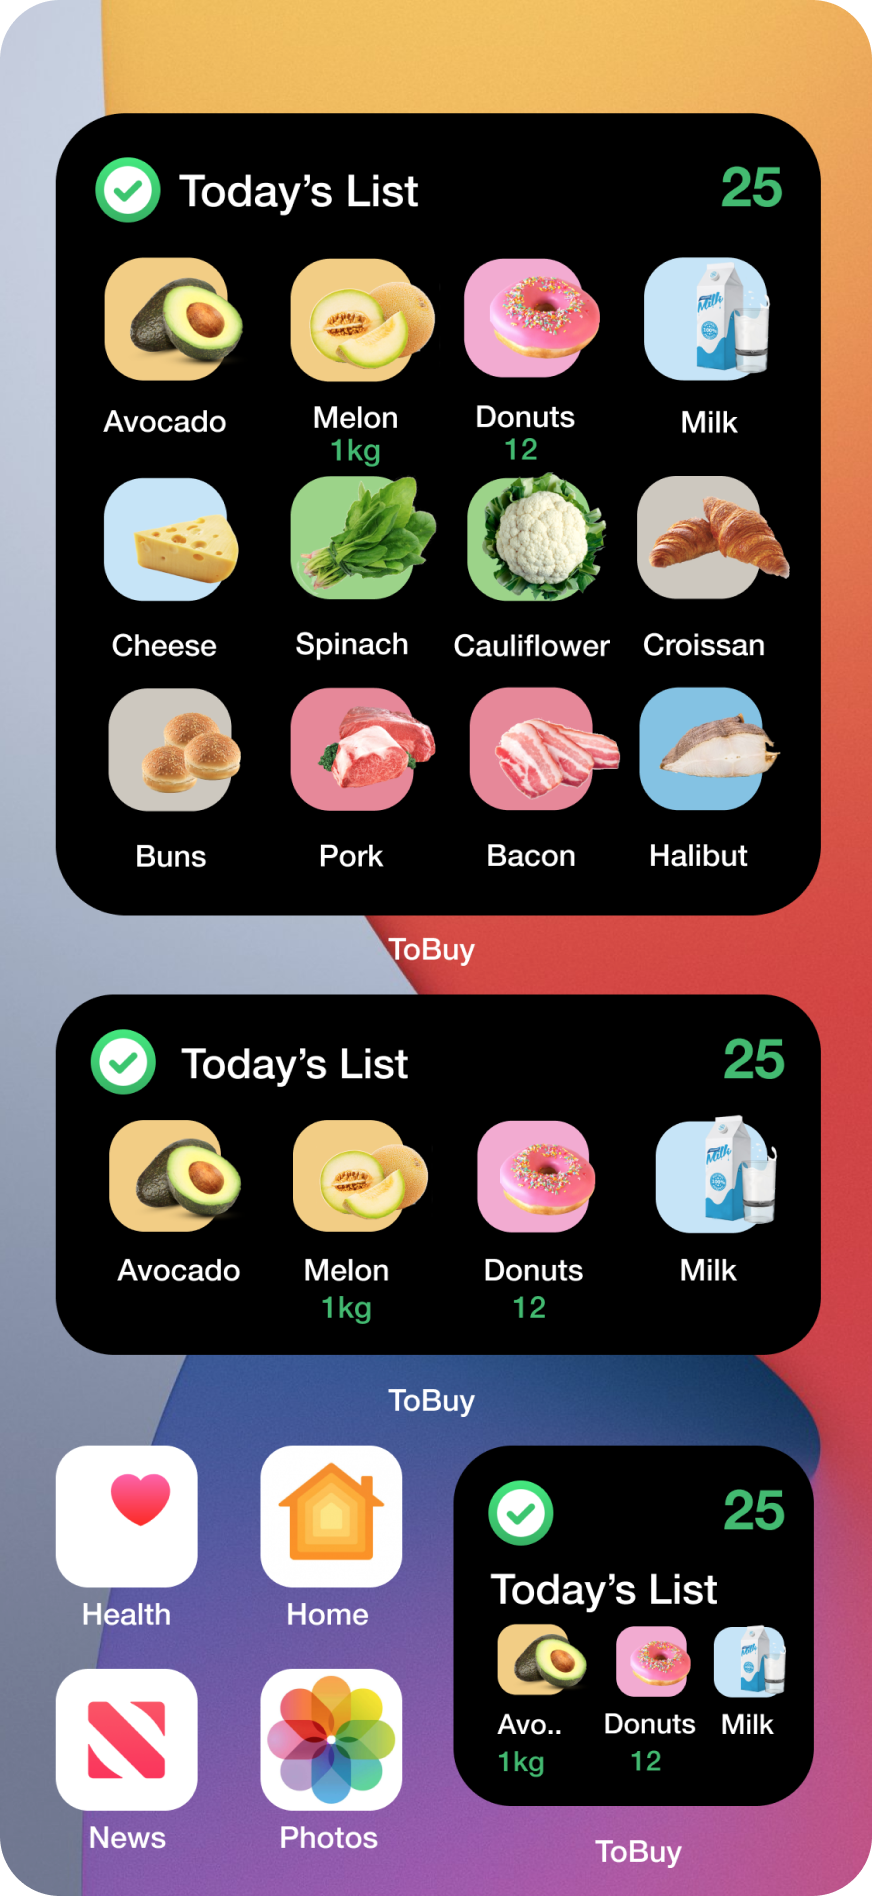 Today's List
25
Avocado
Melon
Donuts
Milk
1kg
12
Cheese
Spinach
Cauliflower
Croissan
Buns
Pork
Bacon
Halibut
ToBuy
Today's List
25
Avocado
Melon
Donuts
Milk
1kg
12
ToBuy
Health
Home
25
Today's List
Avo..
Donuts
Milk
1kg
12
News
Photos
ToBuy